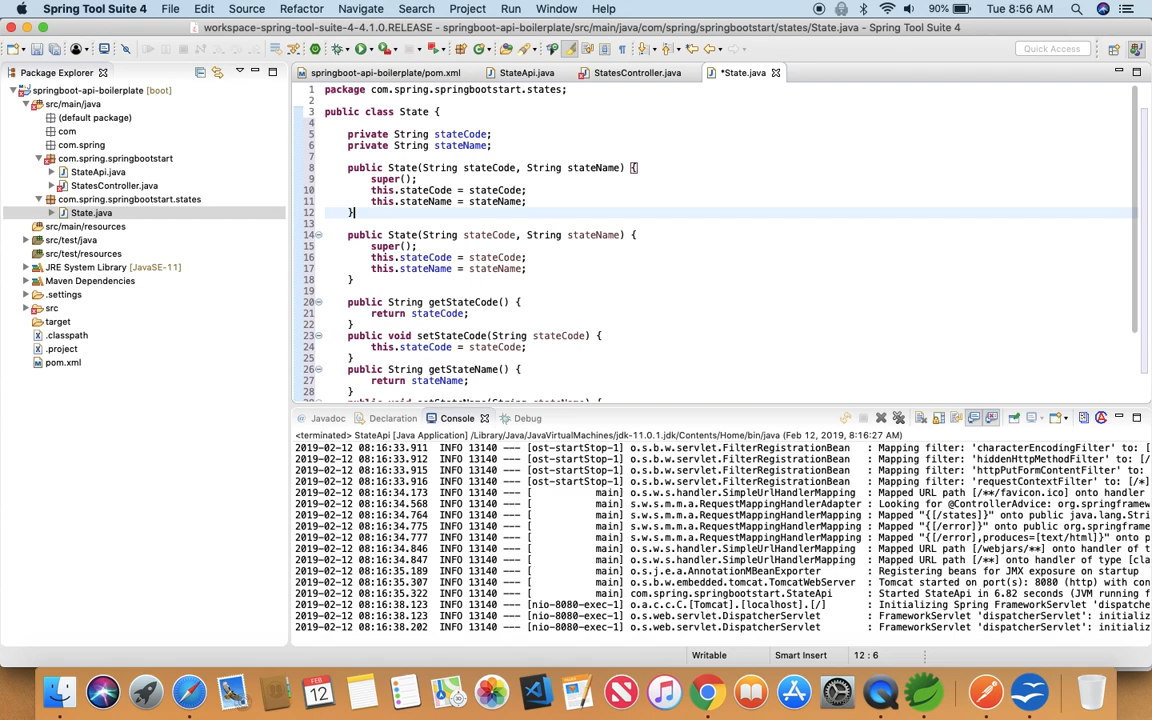 Spring Tool Suite 4 File Edit Source Refactor Navigate Search Project Run Window Help 90% Tue 8:56 AM
workspace-spring-tool-suite-4-4.1.0.RELEASE - springboot-api-boilerplate/src/main/java/com/spring/springbootstart/states/State.java - Spring Tool Suite 4
Quick Access
Package Explorer
springboot-api-boilerplate [boot]
src/main/java
(default package)
com
com.spring
com.spring.springbootstart
StateApi.java
StatesController.java
com.spring.springbootstart.states
State.java
src/main/resources
src/test/java
src/test/resources
JRE System Library [JavaSE-11]
Maven Dependencies
.settings
src
target
.classpath
.project
pom.xml
springboot-api-boilerplate/pom.xml StateApi.java StatesController.java *State.java
1 package com.spring.springbootstart.states;
2
3 public class State {
4
5 private String stateCode;
6 private String stateName;
7
8 public State(String stateCode, String stateName) {
9 super();
10 this.stateCode = stateCode;
11 this.stateName = stateName;
12 }
13
14 public State(String stateCode, String stateName) {
15 super();
16 this.stateCode = stateCode;
17 this.stateName = stateName;
18 }
19
20 public String getStateCode() {
21 return stateCode;
22 }
23 public void setStateCode(String stateCode) {
24 this.stateCode = stateCode;
25 }
26 public String getStateName() {
27 return stateName;
28 }
public void setStateName(String stateName) {
Javadoc Declaration Console Debug
<terminated> StateApi [Java Application] /Library/Java/JavaVirtualMachines/jdk-11.0.1.jdk/Contents/Home/bin/java (Feb 12, 2019, 8:16:27 AM)
2019-02-12 08:16:33.911 INFO 13140 --- [ost-startStop-1] o.s.b.w.servlet.FilterRegistrationBean : Mapping filter: 'characterEncodingFilter' to: [
2019-02-12 08:16:33.912 INFO 13140 --- [ost-startStop-1] o.s.b.w.servlet.FilterRegistrationBean : Mapping filter: 'hiddenHttpMethodFilter' to: [/
2019-02-12 08:16:33.915 INFO 13140 --- [ost-startStop-1] o.s.b.w.servlet.FilterRegistrationBean : Mapping filter: 'httpPutFormContentFilter' to:
2019-02-12 08:16:33.916 INFO 13140 --- [ost-startStop-1] o.s.b.w.servlet.FilterRegistrationBean : Mapping filter: 'requestContextFilter' to: [/*]
2019-02-12 08:16:34.173 INFO 13140 --- [ main] o.s.w.s.handler.SimpleUrlHandlerMapping : Mapped URL path [/**/favicon.ico] onto handler
2019-02-12 08:16:34.568 INFO 13140 --- [ main] s.w.s.m.m.a.RequestMappingHandlerAdapter : Looking for @ControllerAdvice: org.springframew
2019-02-12 08:16:34.764 INFO 13140 --- [ main] s.w.s.m.m.a.RequestMappingHandlerMapping : Mapped "{[/states]}" onto public java.lang.Stri
2019-02-12 08:16:34.775 INFO 13140 --- [ main] s.w.s.m.m.a.RequestMappingHandlerMapping : Mapped "{[/error]}" onto public org.springframe
2019-02-12 08:16:34.777 INFO 13140 --- [ main] s.w.s.m.m.a.RequestMappingHandlerMapping : Mapped "{[/error],produces=[text/html]}" onto p
2019-02-12 08:16:34.846 INFO 13140 --- [ main] o.s.w.s.handler.SimpleUrlHandlerMapping : Mapped URL path [/webjars/**] onto handler of t
2019-02-12 08:16:34.847 INFO 13140 --- [ main] o.s.w.s.handler.SimpleUrlHandlerMapping : Mapped URL path [/**] onto handler of type [cla
2019-02-12 08:16:35.189 INFO 13140 --- [ main] o.s.j.e.a.AnnotationMBeanExporter : Registering beans for JMX exposure on startup
2019-02-12 08:16:35.307 INFO 13140 --- [ main] o.s.b.w.embedded.tomcat.TomcatWebServer : Tomcat started on port(s): 8080 (http) with con
2019-02-12 08:16:35.322 INFO 13140 --- [ main] com.spring.springbootstart.StateApi : Started StateApi in 6.82 seconds (JVM running f
2019-02-12 08:16:38.123 INFO 13140 --- [nio-8080-exec-1] o.a.c.c.C.[Tomcat].[localhost].[/] : Initializing Spring FrameworkServlet 'dispatche
2019-02-12 08:16:38.123 INFO 13140 --- [nio-8080-exec-1] o.s.web.servlet.DispatcherServlet : FrameworkServlet 'dispatcherServlet': initializ
2019-02-12 08:16:38.202 INFO 13140 --- [nio-8080-exec-1] o.s.web.servlet.DispatcherServlet : FrameworkServlet 'dispatcherServlet': initializ
Writable Smart Insert 12 : 6
FEB
12